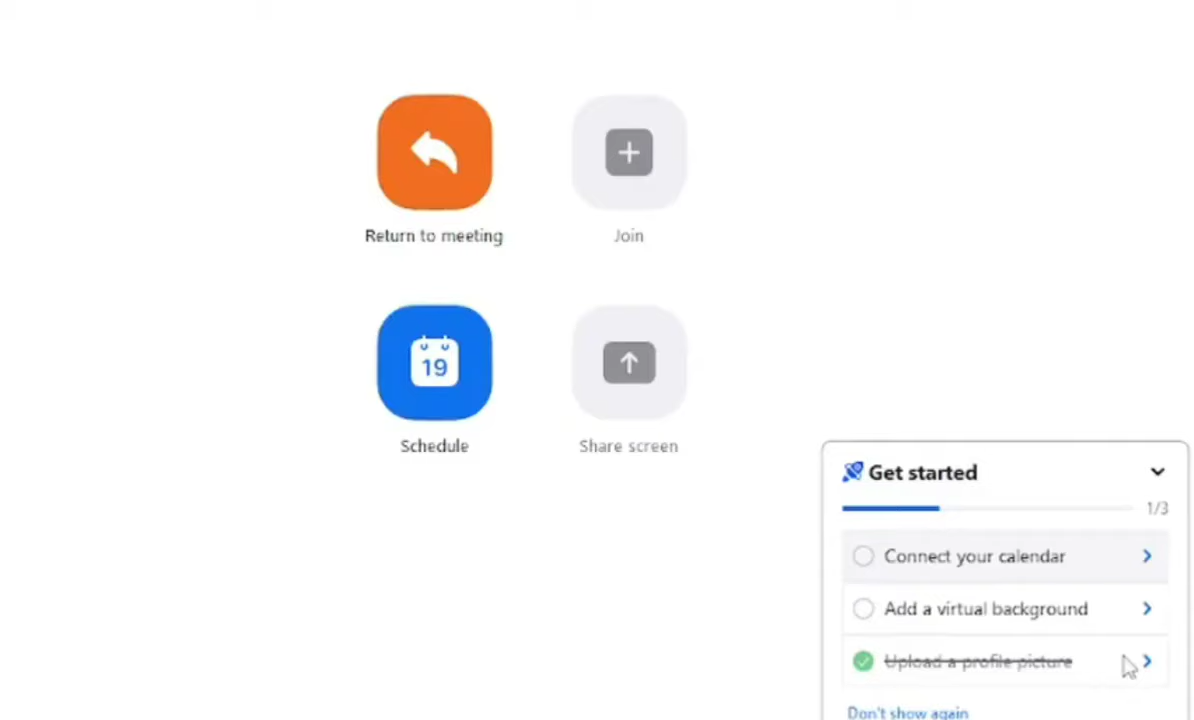 Return to meeting
Join
19
Schedule
Share screen
Get started
1/3
Connect your calendar
Add a virtual background
Upload a profile picture
Don't show again